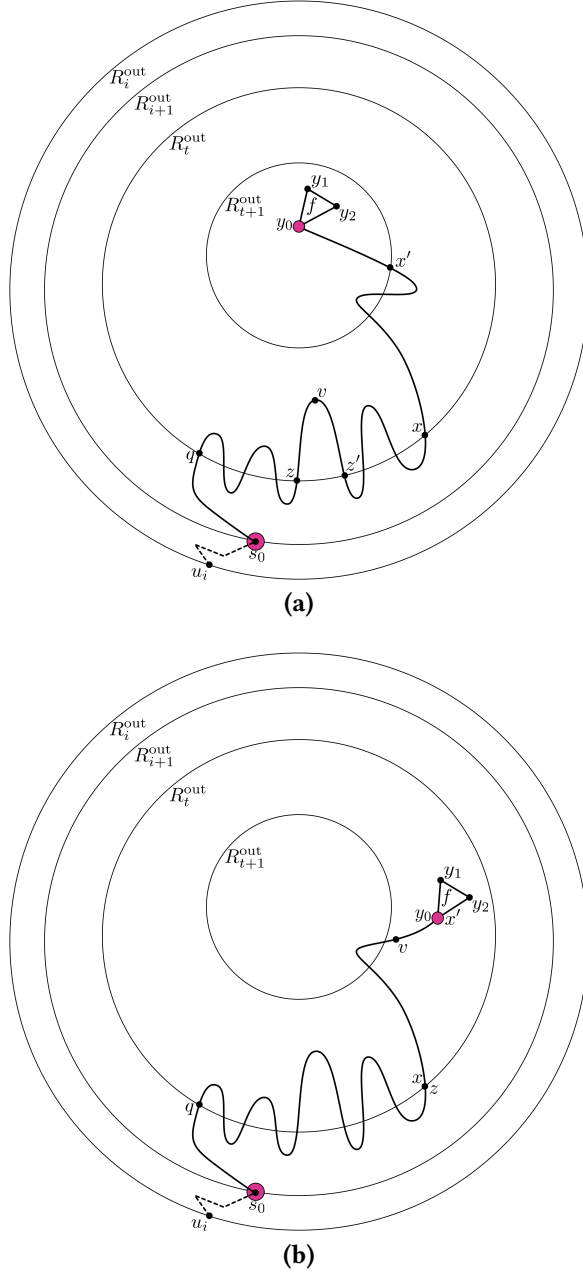 R_i^out
R_{i+1}^out
R_t^out
R_{t+1}^out
y_1
f
y_2
y_0
x′
v
x
q
z
z′
s_0
u_i
(a)
R_i^out
R_{i+1}^out
R_t^out
R_{t+1}^out
y_1
f
y_2
y_0
x′
v
x
z
q
s_0
u_i
(b)